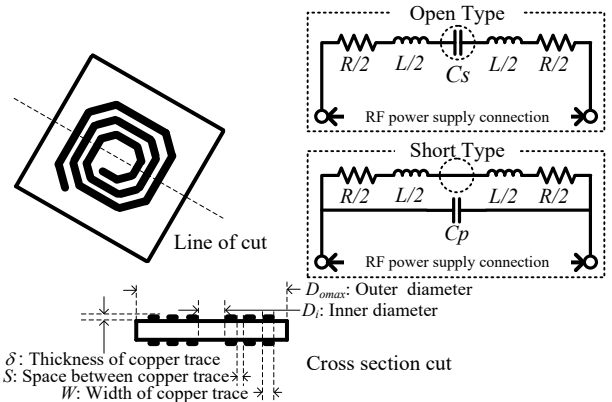 Open Type
R/2 L/2 Cs L/2 R/2
RF power supply connection
Short Type
R/2 L/2 L/2 R/2
Cp
RF power supply connection
Line of cut
Domax: Outer diameter
Di: Inner diameter
δ: Thickness of copper trace
S: Space between copper trace
W: Width of copper trace
Cross section cut